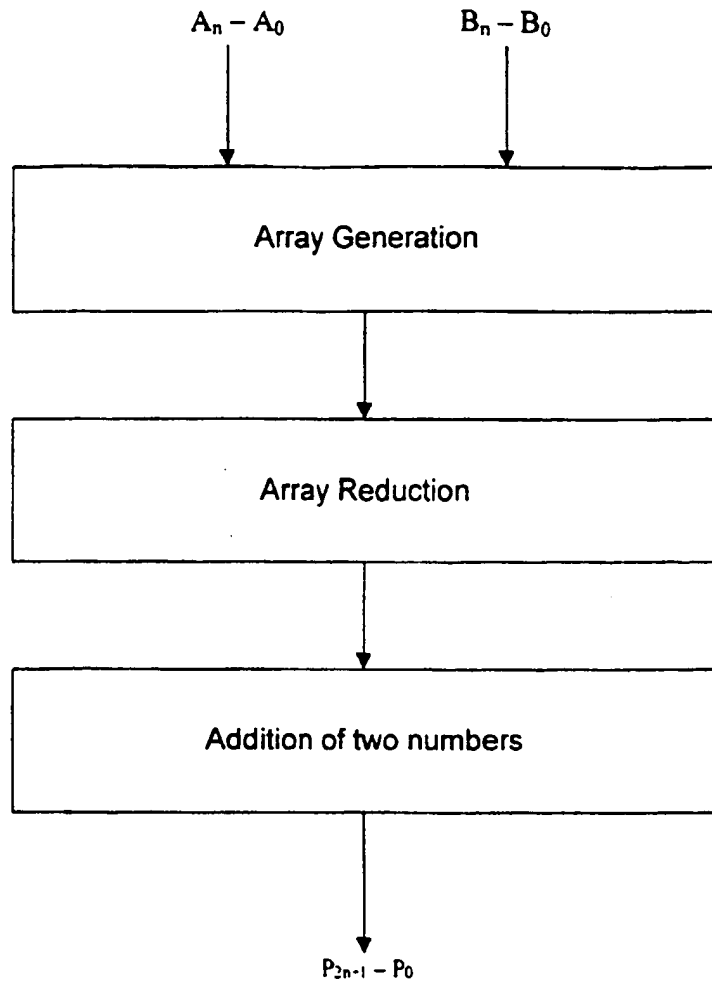 Aₙ – A₀ Bₙ – B₀
Array Generation
Array Reduction
Addition of two numbers
P₂ₙ₊₁ – P₀